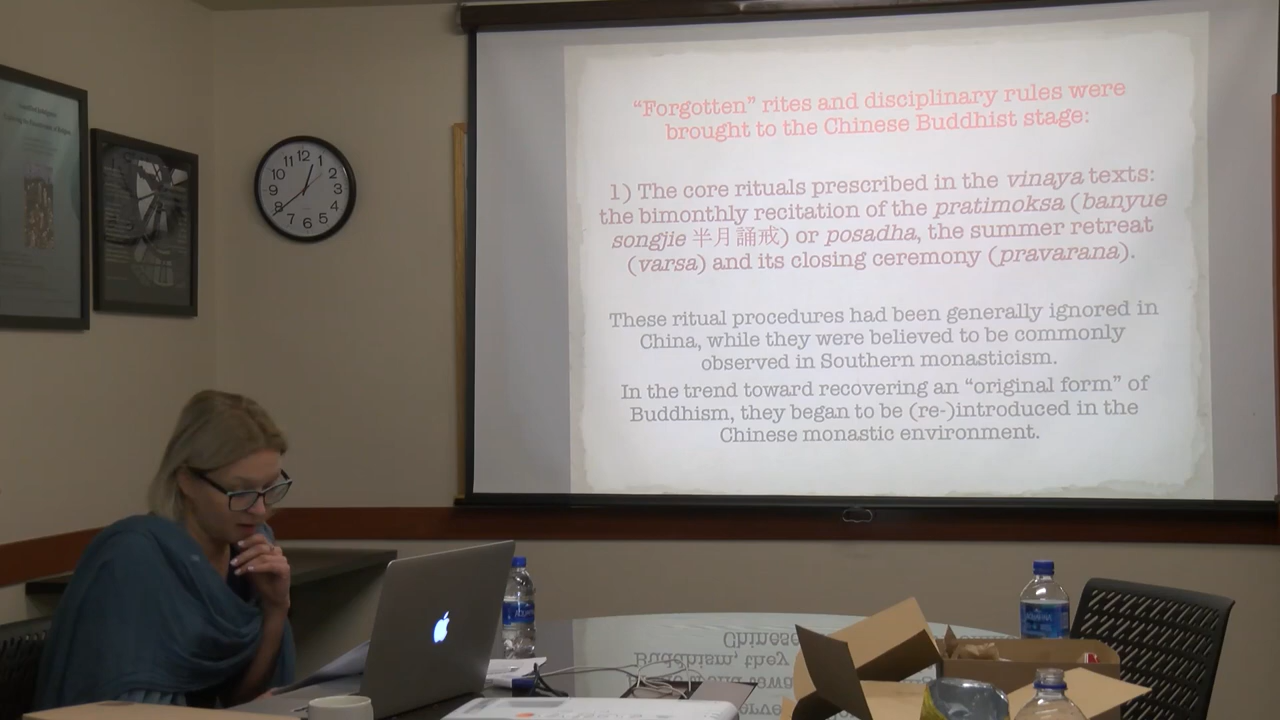 “Forgotten” rites and disciplinary rules were
brought to the Chinese Buddhist stage:
1) The core rituals prescribed in the vinaya texts:
the bimonthly recitation of the pratimoksa (banyue
songjie 半月誦戒) or posadha, the summer retreat
(varsa) and its closing ceremony (pravarana).
These ritual procedures had been generally ignored in
China, while they were believed to be commonly
observed in Southern monasticism.
In the trend toward recovering an “original form” of
Buddhism, they began to be (re-)introduced in the
Chinese monastic environment.
11 12 1
10 2
9 3
8 4
7 6 5
Chinese
Buddhism, they